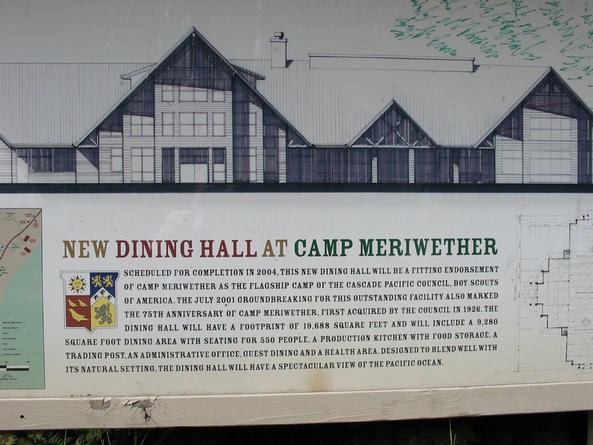 NEW DINING HALL AT CAMP MERIWETHER
SCHEDULED FOR COMPLETION IN 2004, THIS NEW DINING HALL WILL BE A FITTING ENDORSEMENT
OF CAMP MERIWETHER AS THE FLAGSHIP CAMP OF THE CASCADE PACIFIC COUNCIL, BOY SCOUTS
OF AMERICA. THE JULY 2001 GROUNDBREAKING FOR THIS OUTSTANDING FACILITY ALSO MARKED
THE 75TH ANNIVERSARY OF CAMP MERIWETHER, FIRST ACQUIRED BY THE COUNCIL IN 1926. THE
DINING HALL WILL HAVE A FOOTPRINT OF 19,688 SQUARE FEET AND WILL INCLUDE A 9,280
SQUARE FOOT DINING AREA WITH SEATING FOR 550 PEOPLE, A PRODUCTION KITCHEN WITH FOOD STORAGE, A
TRADING POST, AN ADMINISTRATIVE OFFICE, GUEST DINING AND A HEALTH AREA. DESIGNED TO BLEND WELL WITH
ITS NATURAL SETTING, THE DINING HALL WILL HAVE A SPECTACULAR VIEW OF THE PACIFIC OCEAN.